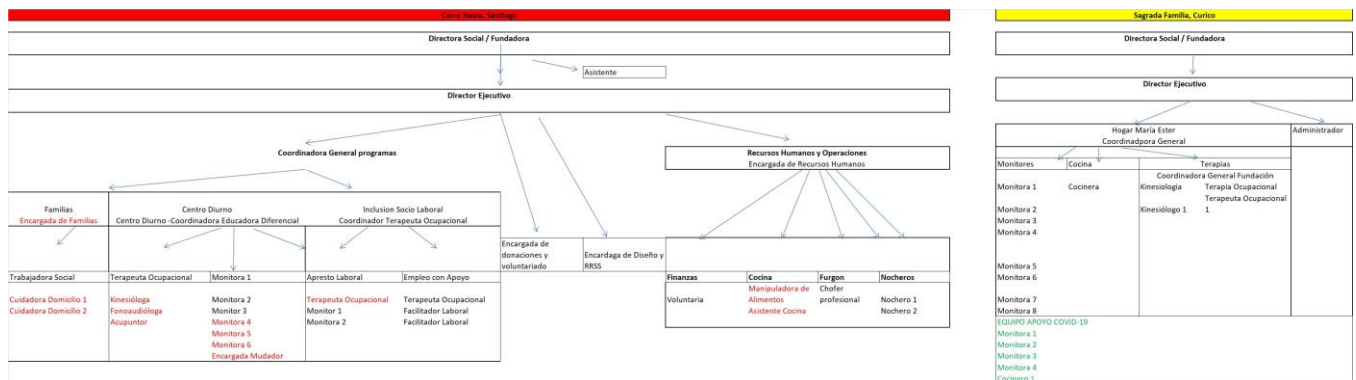 Cerro Navia, Santiago
Directora Social / Fundadora
Asistente
Director Ejecutivo
Coordinadora General programas
Recursos Humanos y Operaciones
Encargada de Recursos Humanos
Familias
Encargada de Familias
Centro Diurno
Centro Diurno -Coordinadora Educadora Diferencial
Inclusion Socio Laboral
Coordinador Terapeuta Ocupacional
Encargada de
donaciones y
voluntariado
Encardaga de Diseño y
RRSS
Trabajadora Social
Cuidadora Domicilio 1
Cuidadora Domicilio 2
Terapeuta Ocupacional
Kinesióloga
Fonoaudióloga
Acupuntor
Monitora 1
Monitora 2
Monitor 3
Monitora 4
Monitora 5
Monitora 6
Encargada Mudador
Apresto Laboral
Terapeuta Ocupacional
Monitor 1
Monitora 2
Empleo con Apoyo
Terapeuta Ocupacional
Facilitador Laboral
Facilitador Laboral
Finanzas
Voluntaria
Cocina
Manipuladora de
Alimentos
Asistente Cocina
Furgon
Chofer
profesional
Nocheros
Nochero 1
Nochero 2
Sagrada Familia, Curico
Directora Social / Fundadora
Director Ejecutivo
Hogar María Ester
Coordinadpora General
Administrador
Monitores
Monitora 1
Monitora 2
Monitora 3
Monitora 4
Monitora 5
Monitora 6
Monitora 7
Monitora 8
Cocina
Cocinera
Terapias
Coordinadora General Fundación
Kinesiologia
Kinesiólogo 1
Terapia Ocupacional
Terapeuta Ocupacional
1
EQUIPO APOYO COVID-19
Monitora 1
Monitora 2
Monitora 3
Monitora 4
Cocinero 1